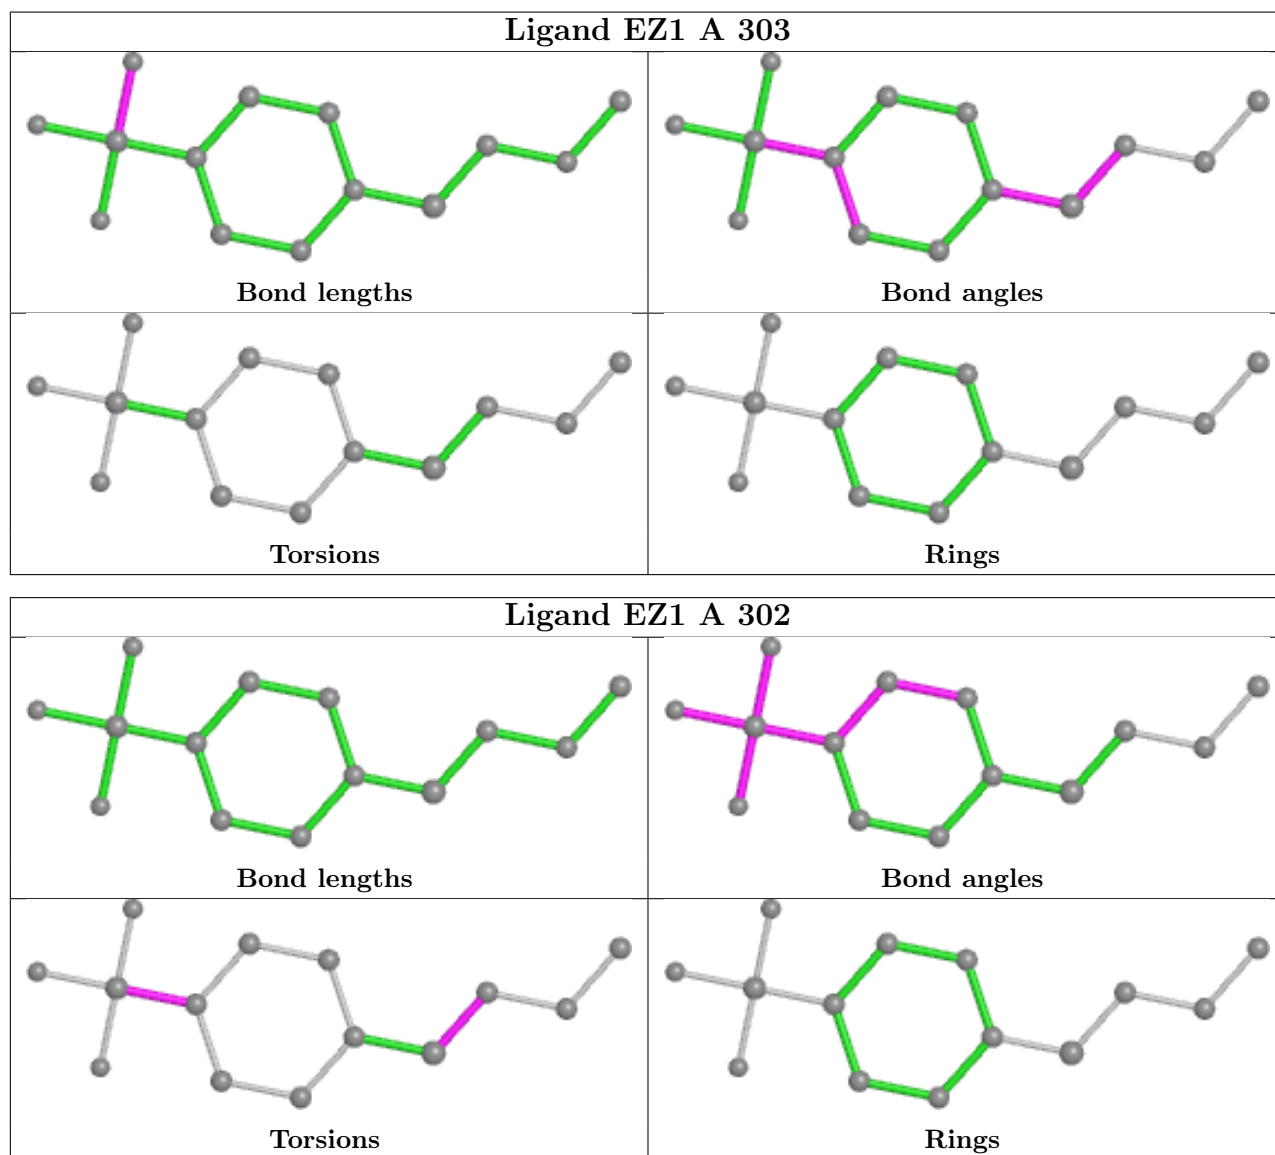 Ligand EZ1 A 303
Bond lengths
Bond angles
Torsions
Rings
Ligand EZ1 A 302
Bond lengths
Bond angles
Torsions
Rings